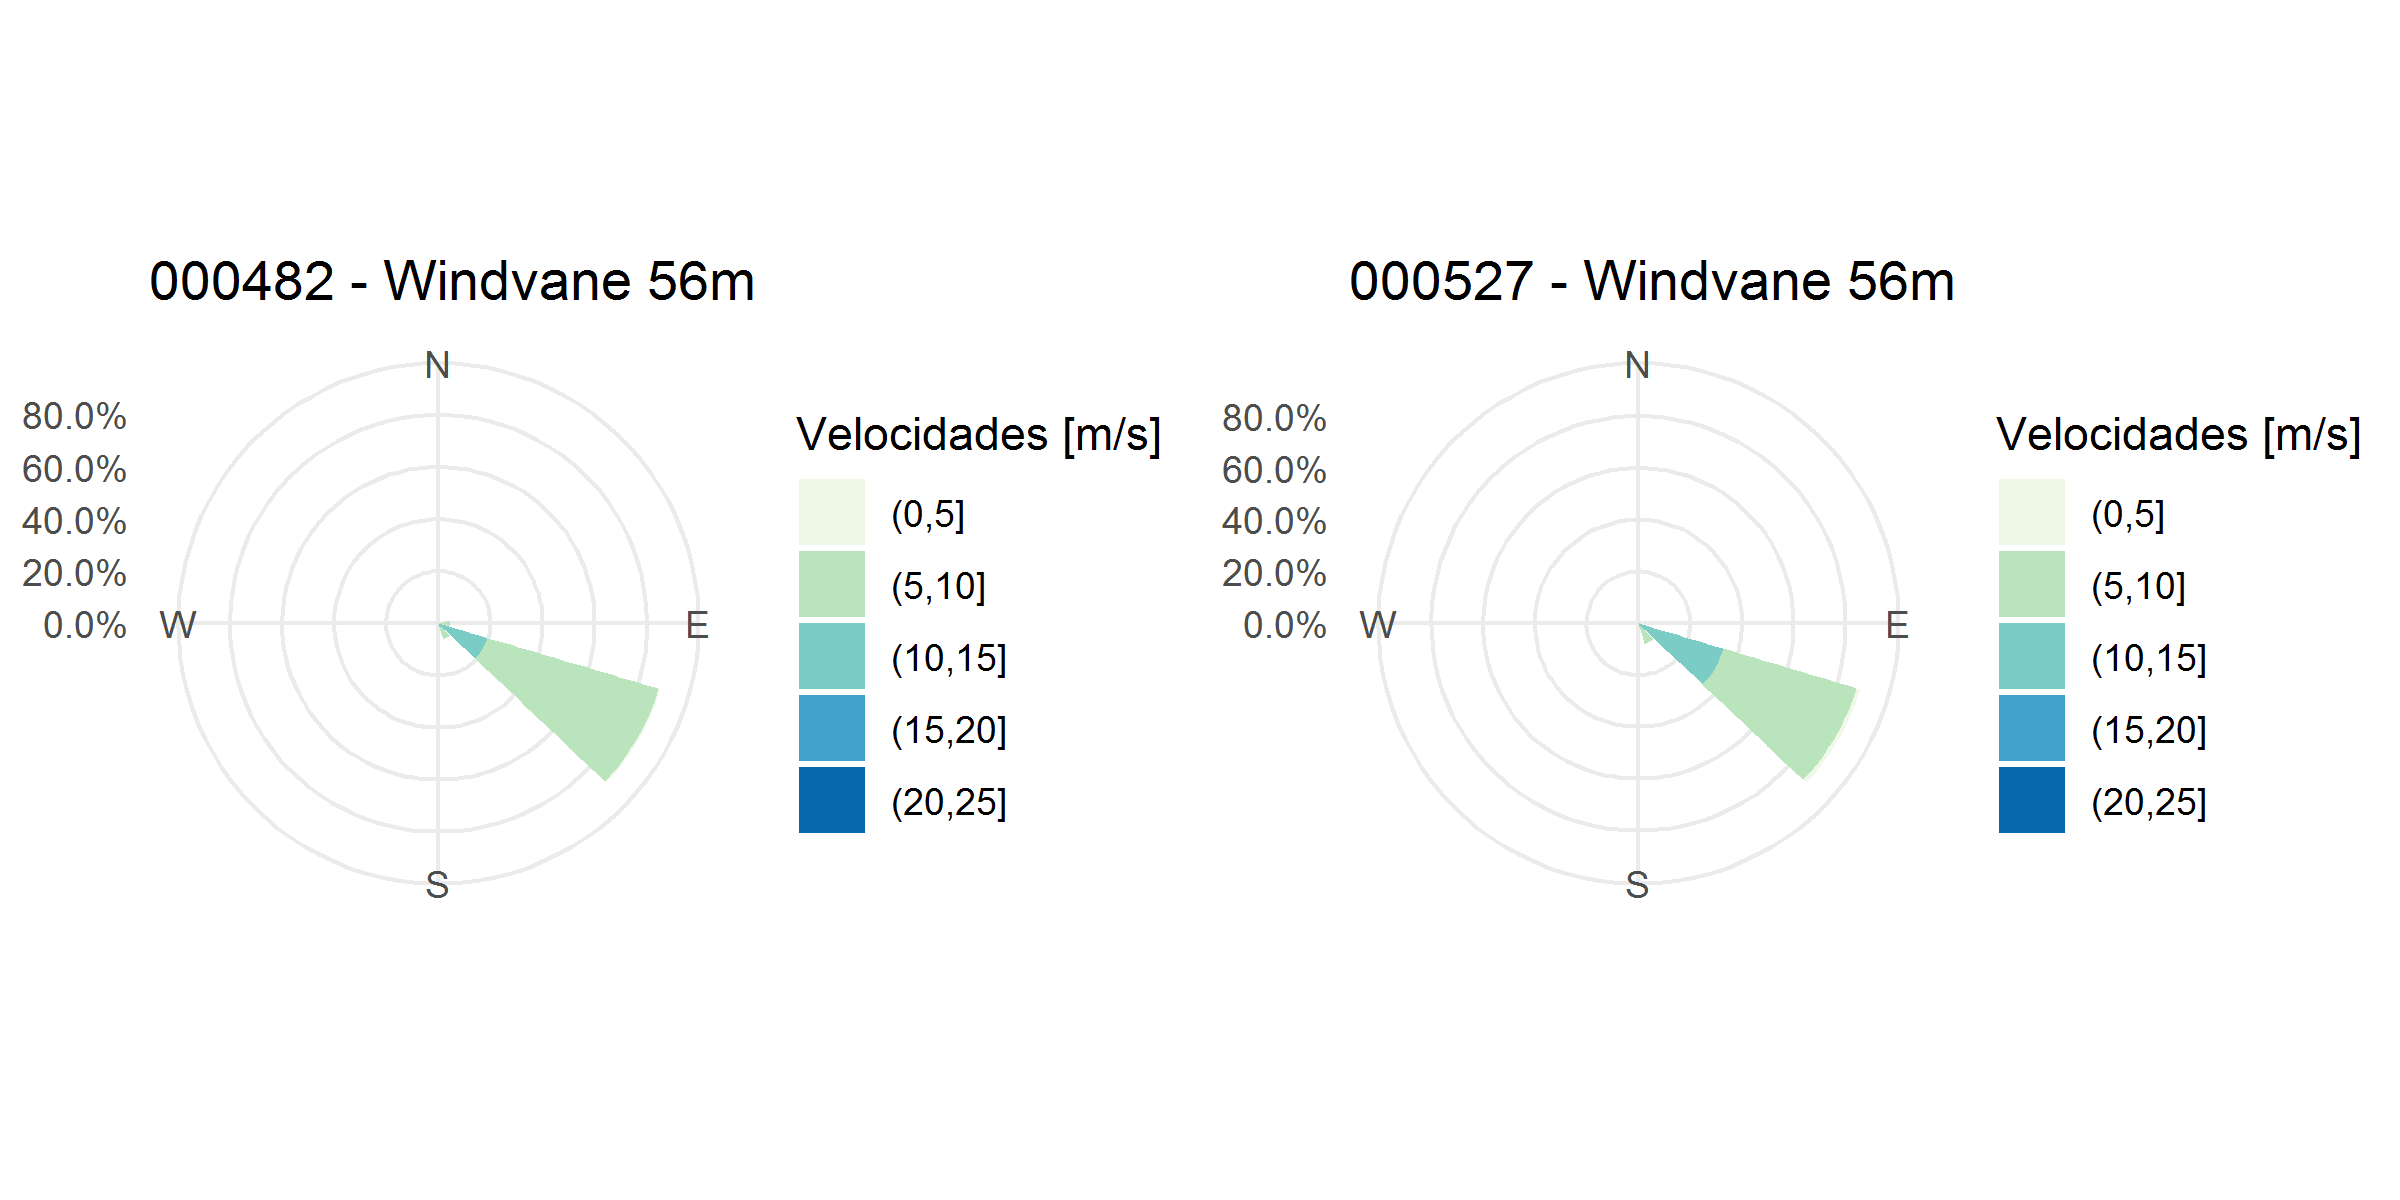 000482 - Windvane 56m
N
80.0%
60.0%
40.0%
20.0%
0.0%
W
E
S
Velocidades [m/s]
(0,5]
(5,10]
(10,15]
(15,20]
(20,25]
000527 - Windvane 56m
N
80.0%
60.0%
40.0%
20.0%
0.0%
W
E
S
Velocidades [m/s]
(0,5]
(5,10]
(10,15]
(15,20]
(20,25]